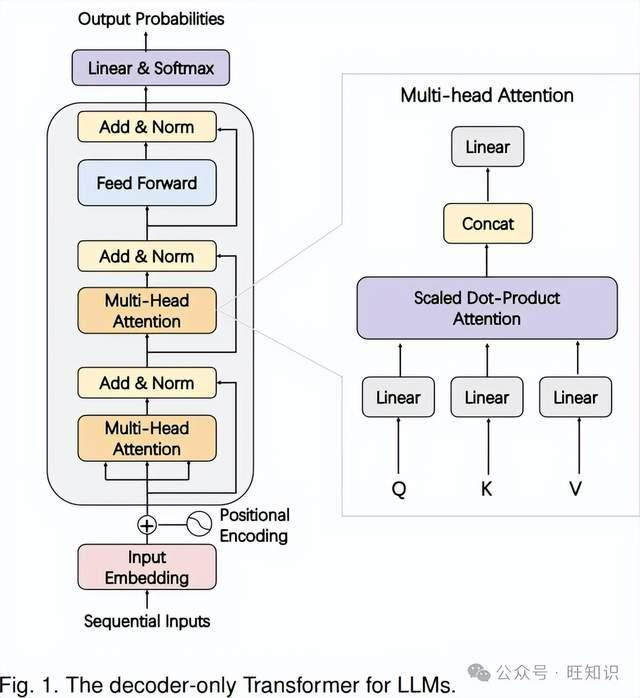 Output Probabilities
Linear & Softmax
Add & Norm
Feed Forward
Add & Norm
Multi-Head
Attention
Add & Norm
Multi-Head
Attention
Positional
Encoding
Input
Embedding
Sequential Inputs
Multi-head Attention
Linear
Concat
Scaled Dot-Product
Attention
Linear
Linear
Linear
Q
K
V
公众号 · 旺知识
Fig. 1. The decoder-only Transformer for LLMs.